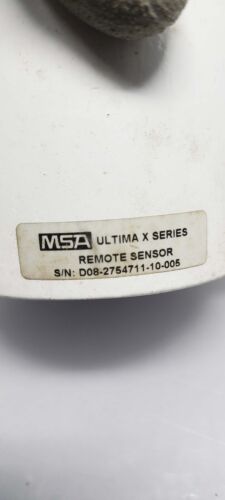 MSA ULTIMA X SERIES
REMOTE SENSOR
S/N: D08-2754711-10-005